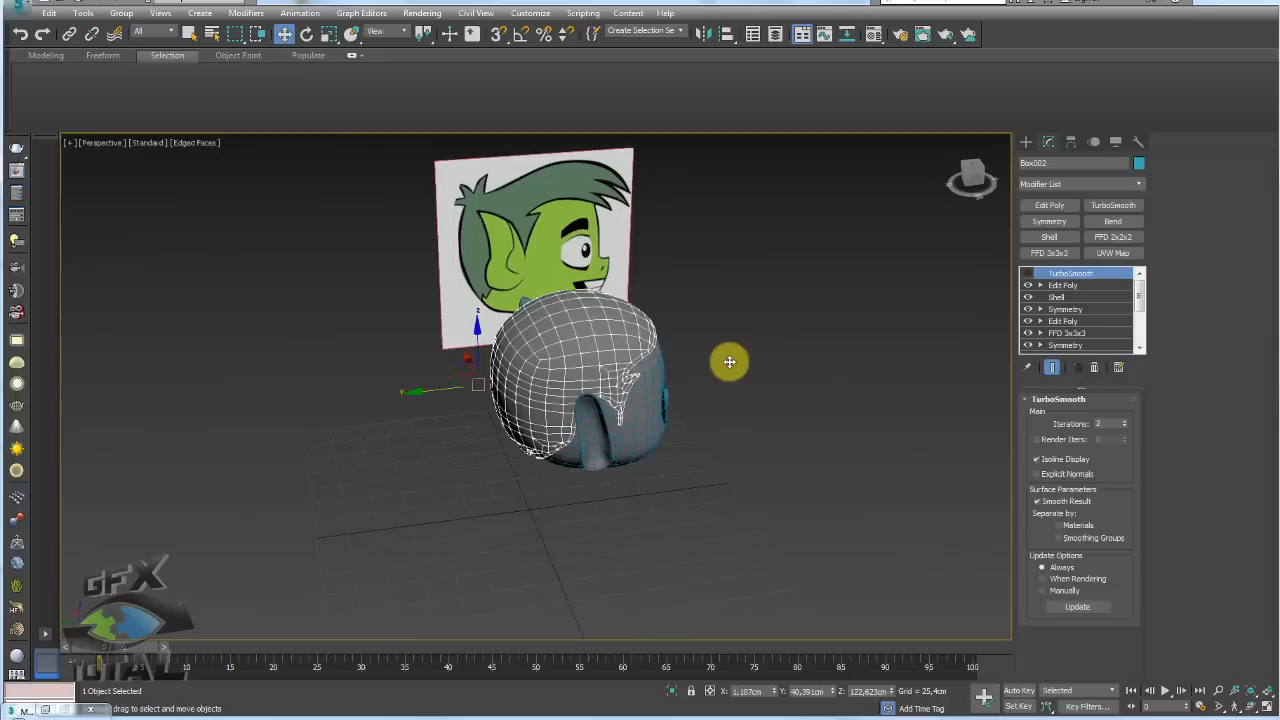 Edit Tools Group Views Create Modifiers Animation Graph Editors Rendering Civil View Customize Scripting Content Help
All View Create Selection Se
Modeling Freeform Selection Object Paint Populate
[+] [Perspective] [Standard] [Edged Faces]
Box002
Modifier List
Edit Poly TurboSmooth
Symmetry Bend
Shell FFD 2x2x2
FFD 3x3x3 UVW Map
TurboSmooth
Edit Poly
Shell
Symmetry
Edit Poly
FFD 3x3x3
Symmetry
TurboSmooth
Main
Iterations: 2
Render Iters: 0
Isoline Display
Explicit Normals
Surface Parameters
Smooth Result
Separate by:
Materials
Smoothing Groups
Update Options
Always
When Rendering
Manually
Update
z
y
GFX
TOTAL
0 / 100
5 10 15 20 25 30 35 40 45 50 55 60 65 70 75 80 85 90 95 100
1 Object Selected X: 1,107cm Y: 40,391cm Z: 122,623cm Grid = 25,4cm Auto Key Selected
drag to select and move objects Add Time Tag Set Key Key Filters... 0